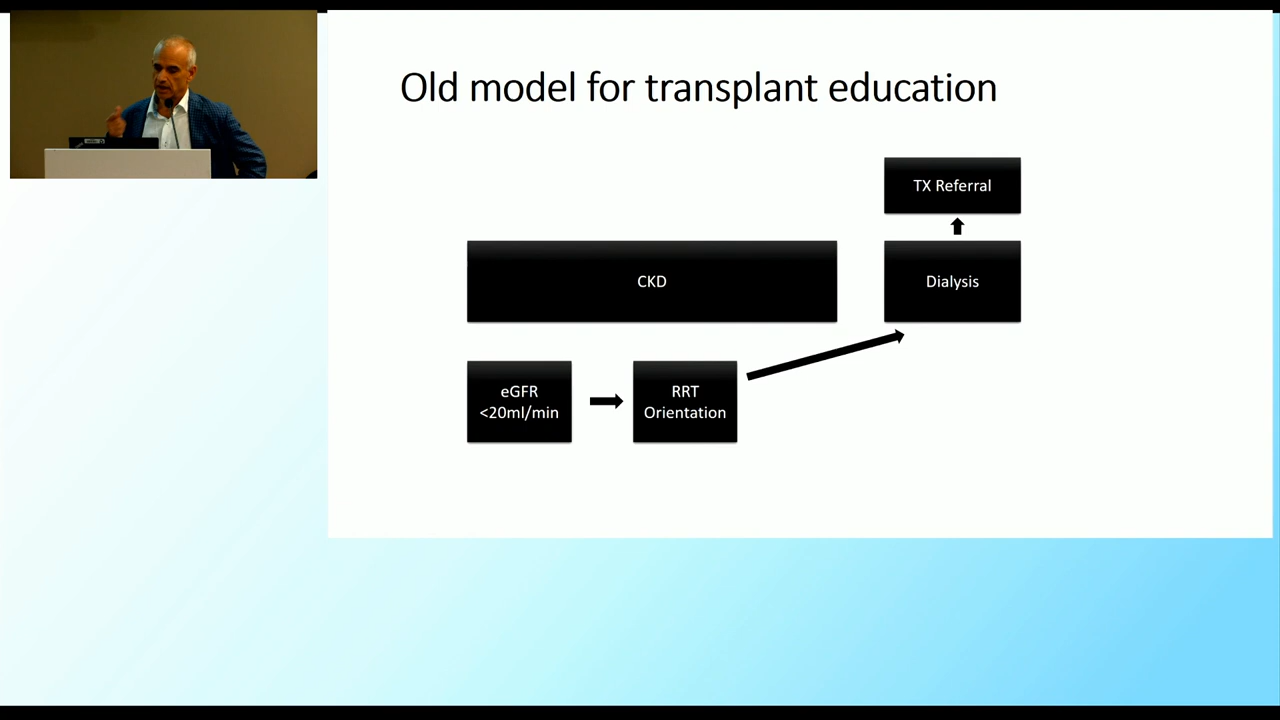 Old model for transplant education
TX Referral
CKD
Dialysis
eGFR
<20ml/min
RRT
Orientation